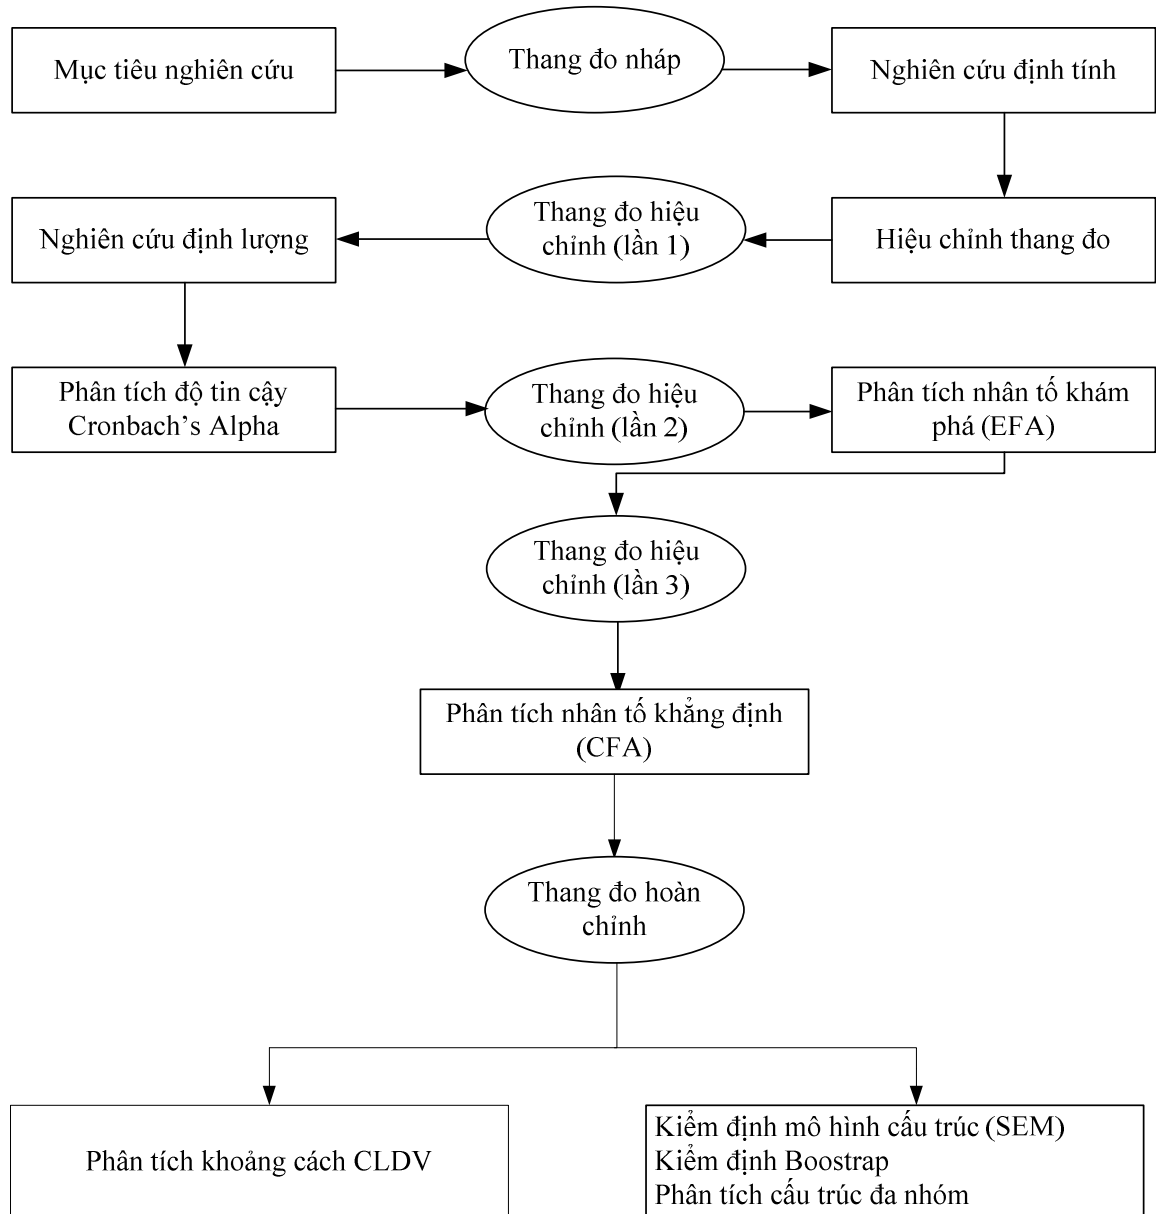 Mục tiêu nghiên cứu
Thang đo nháp
Nghiên cứu định tính
Nghiên cứu định lượng
Thang đo hiệu
chỉnh (lần 1)
Hiệu chỉnh thang đo
Phân tích độ tin cậy
Cronbach’s Alpha
Thang đo hiệu
chỉnh (lần 2)
Phân tích nhân tố khám
phá (EFA)
Thang đo hiệu
chỉnh (lần 3)
Phân tích nhân tố khẳng định
(CFA)
Thang đo hoàn
chỉnh
Phân tích khoảng cách CLDV
Kiểm định mô hình cấu trúc (SEM)
Kiểm định Boostrap
Phân tích cấu trúc đa nhóm